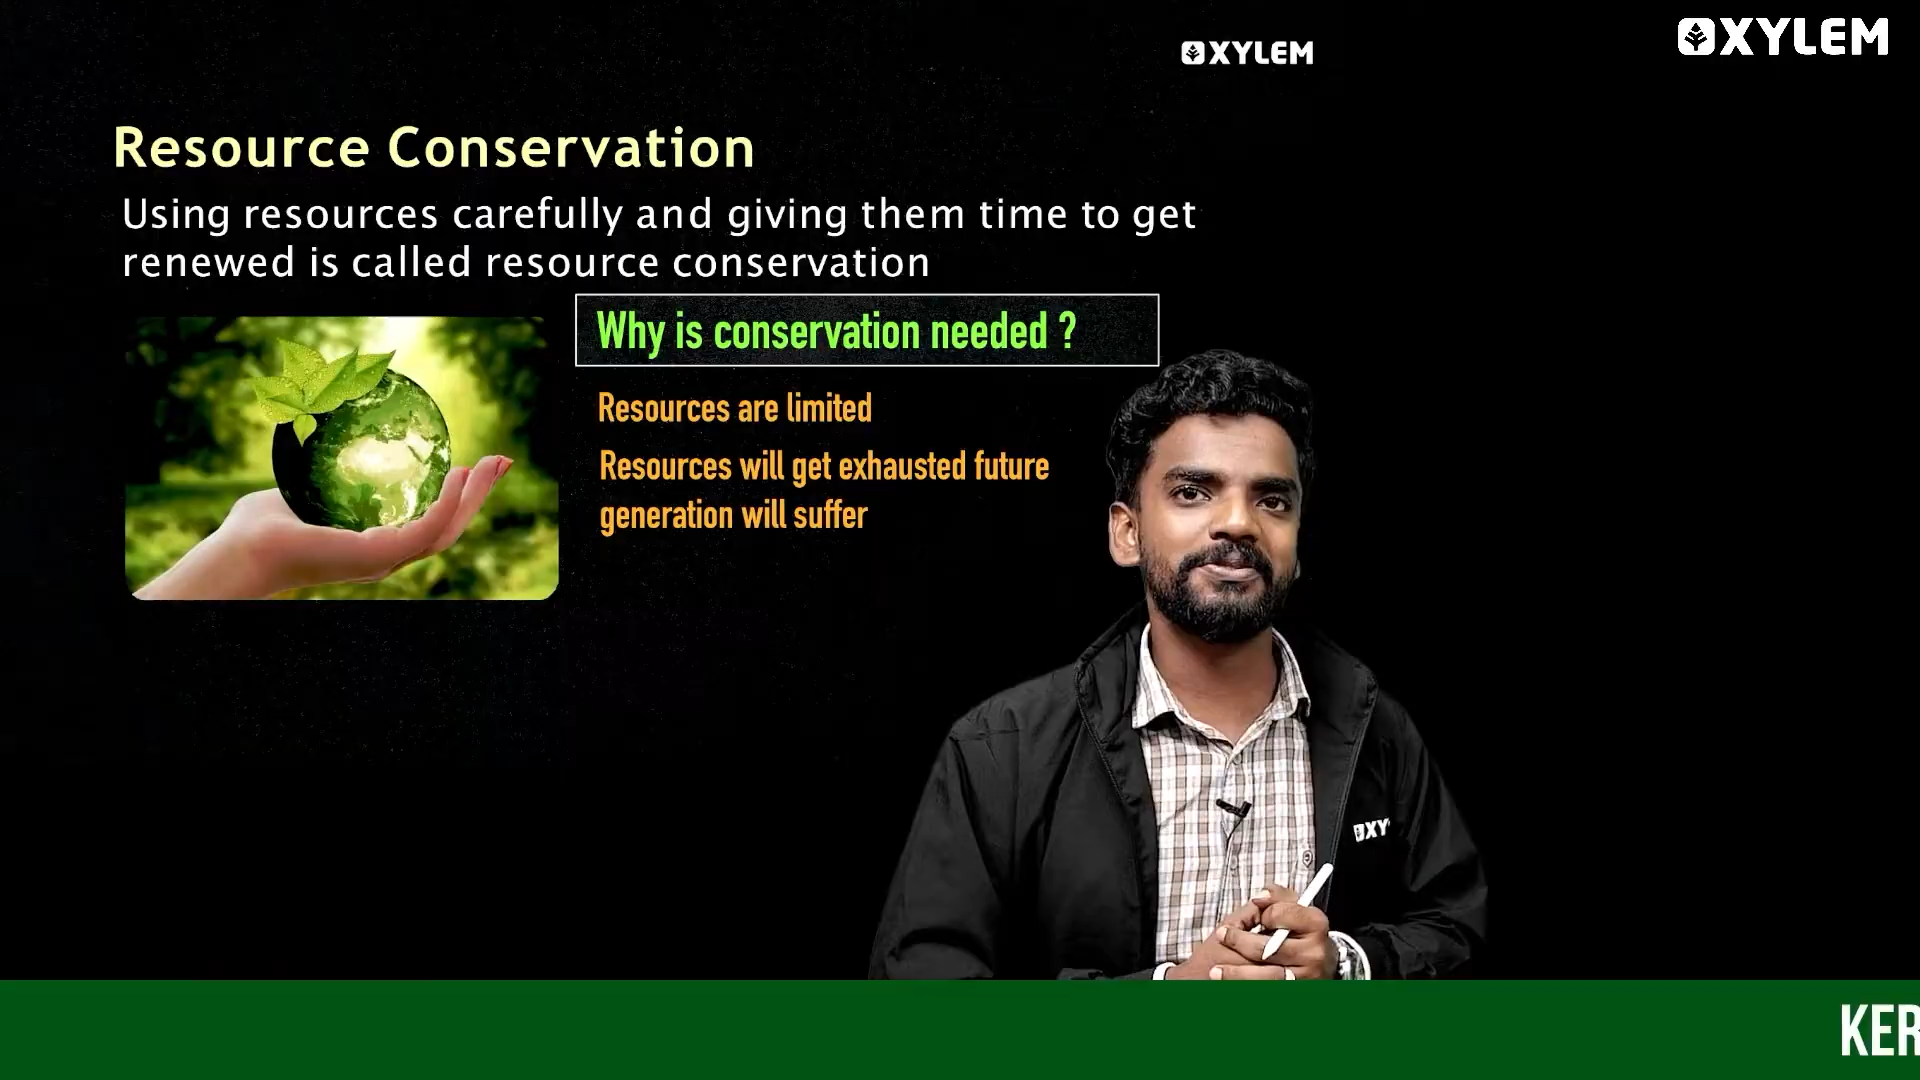 XYLEM
XYLEM
Resource Conservation
Using resources carefully and giving them time to get
renewed is called resource conservation
Why is conservation needed ?
Resources are limited
Resources will get exhausted future
generation will suffer
XY
KER